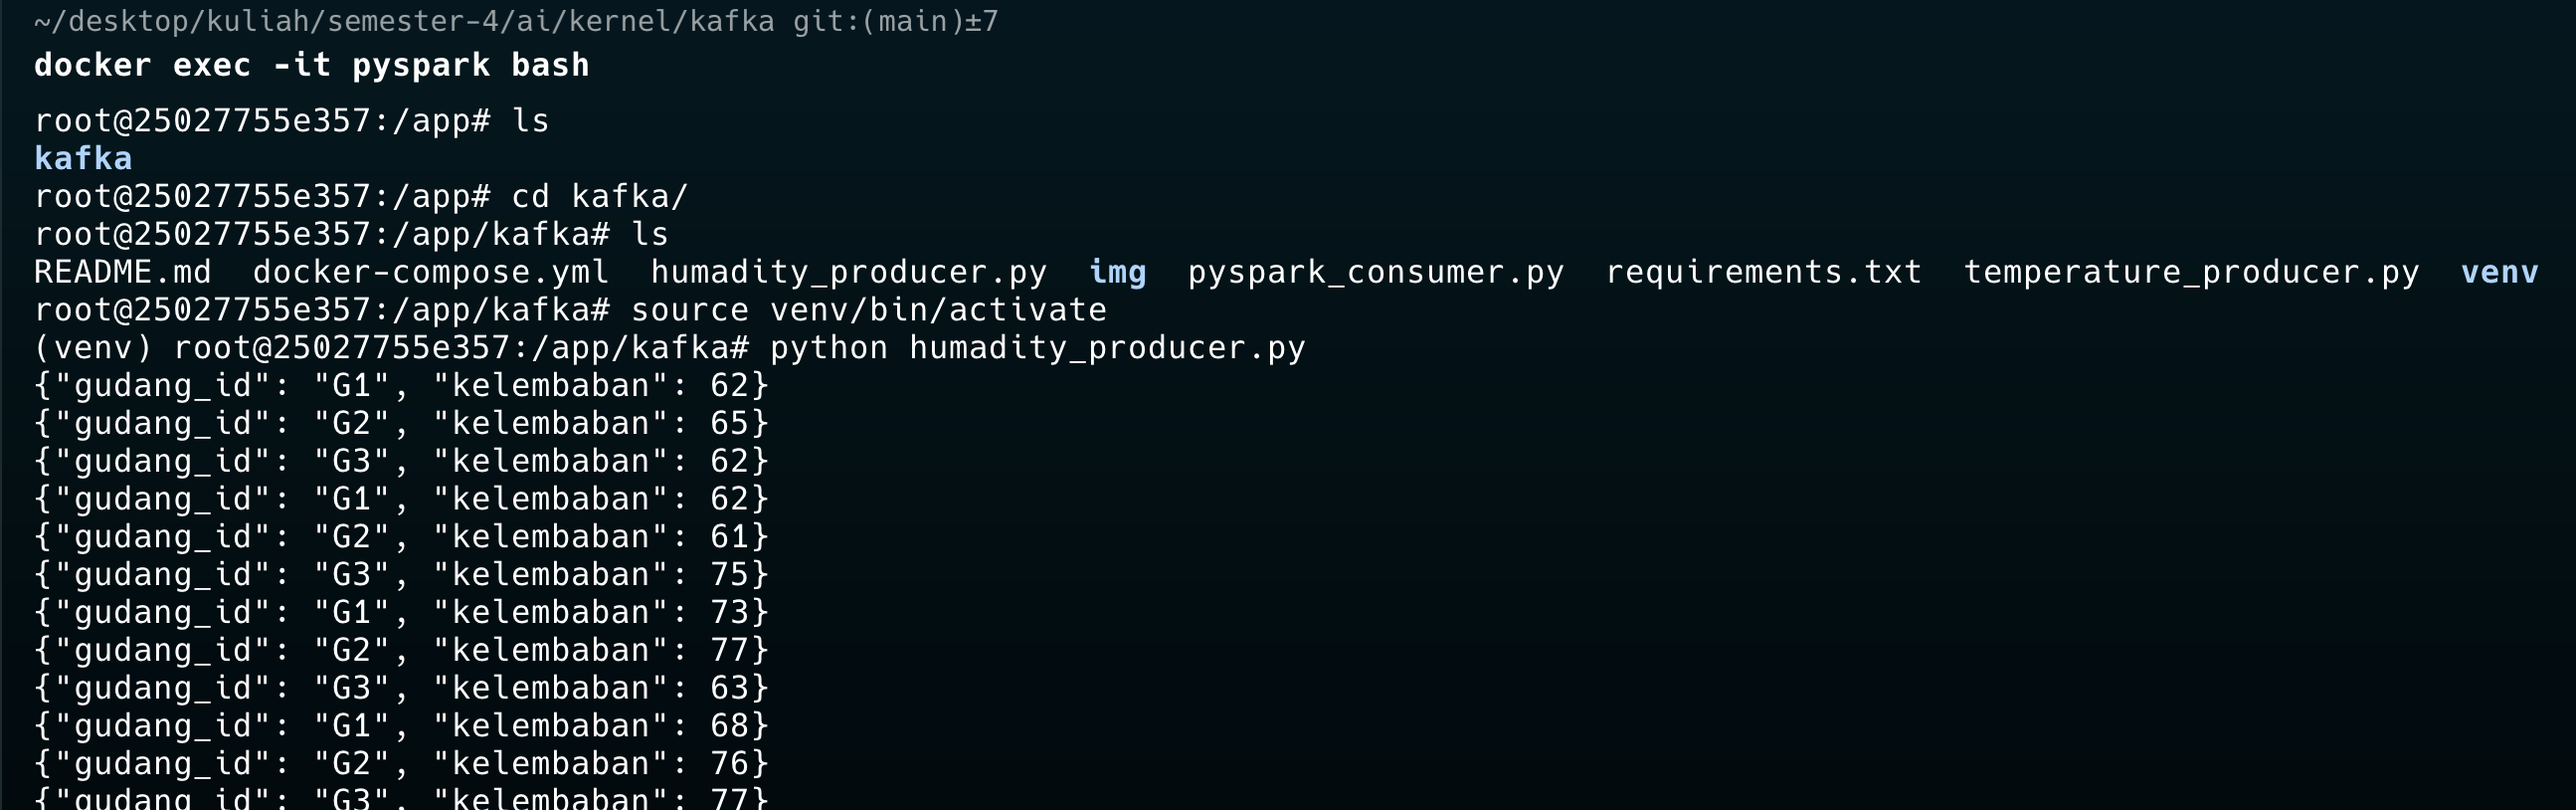 ~/desktop/kuliah/semester-4/ai/kernel/kafka git:(main)±7
docker exec -it pyspark bash
root@25027755e357:/app# ls
kafka
root@25027755e357:/app# cd kafka/
root@25027755e357:/app/kafka# ls
README.md  docker-compose.yml  humadity_producer.py  img  pyspark_consumer.py  requirements.txt  temperature_producer.py  venv
root@25027755e357:/app/kafka# source venv/bin/activate
(venv) root@25027755e357:/app/kafka# python humadity_producer.py
{"gudang_id": "G1", "kelembaban": 62}
{"gudang_id": "G2", "kelembaban": 65}
{"gudang_id": "G3", "kelembaban": 62}
{"gudang_id": "G1", "kelembaban": 62}
{"gudang_id": "G2", "kelembaban": 61}
{"gudang_id": "G3", "kelembaban": 75}
{"gudang_id": "G1", "kelembaban": 73}
{"gudang_id": "G2", "kelembaban": 77}
{"gudang_id": "G3", "kelembaban": 63}
{"gudang_id": "G1", "kelembaban": 68}
{"gudang_id": "G2", "kelembaban": 76}
{"gudang_id": "G3", "kelembaban": 77}